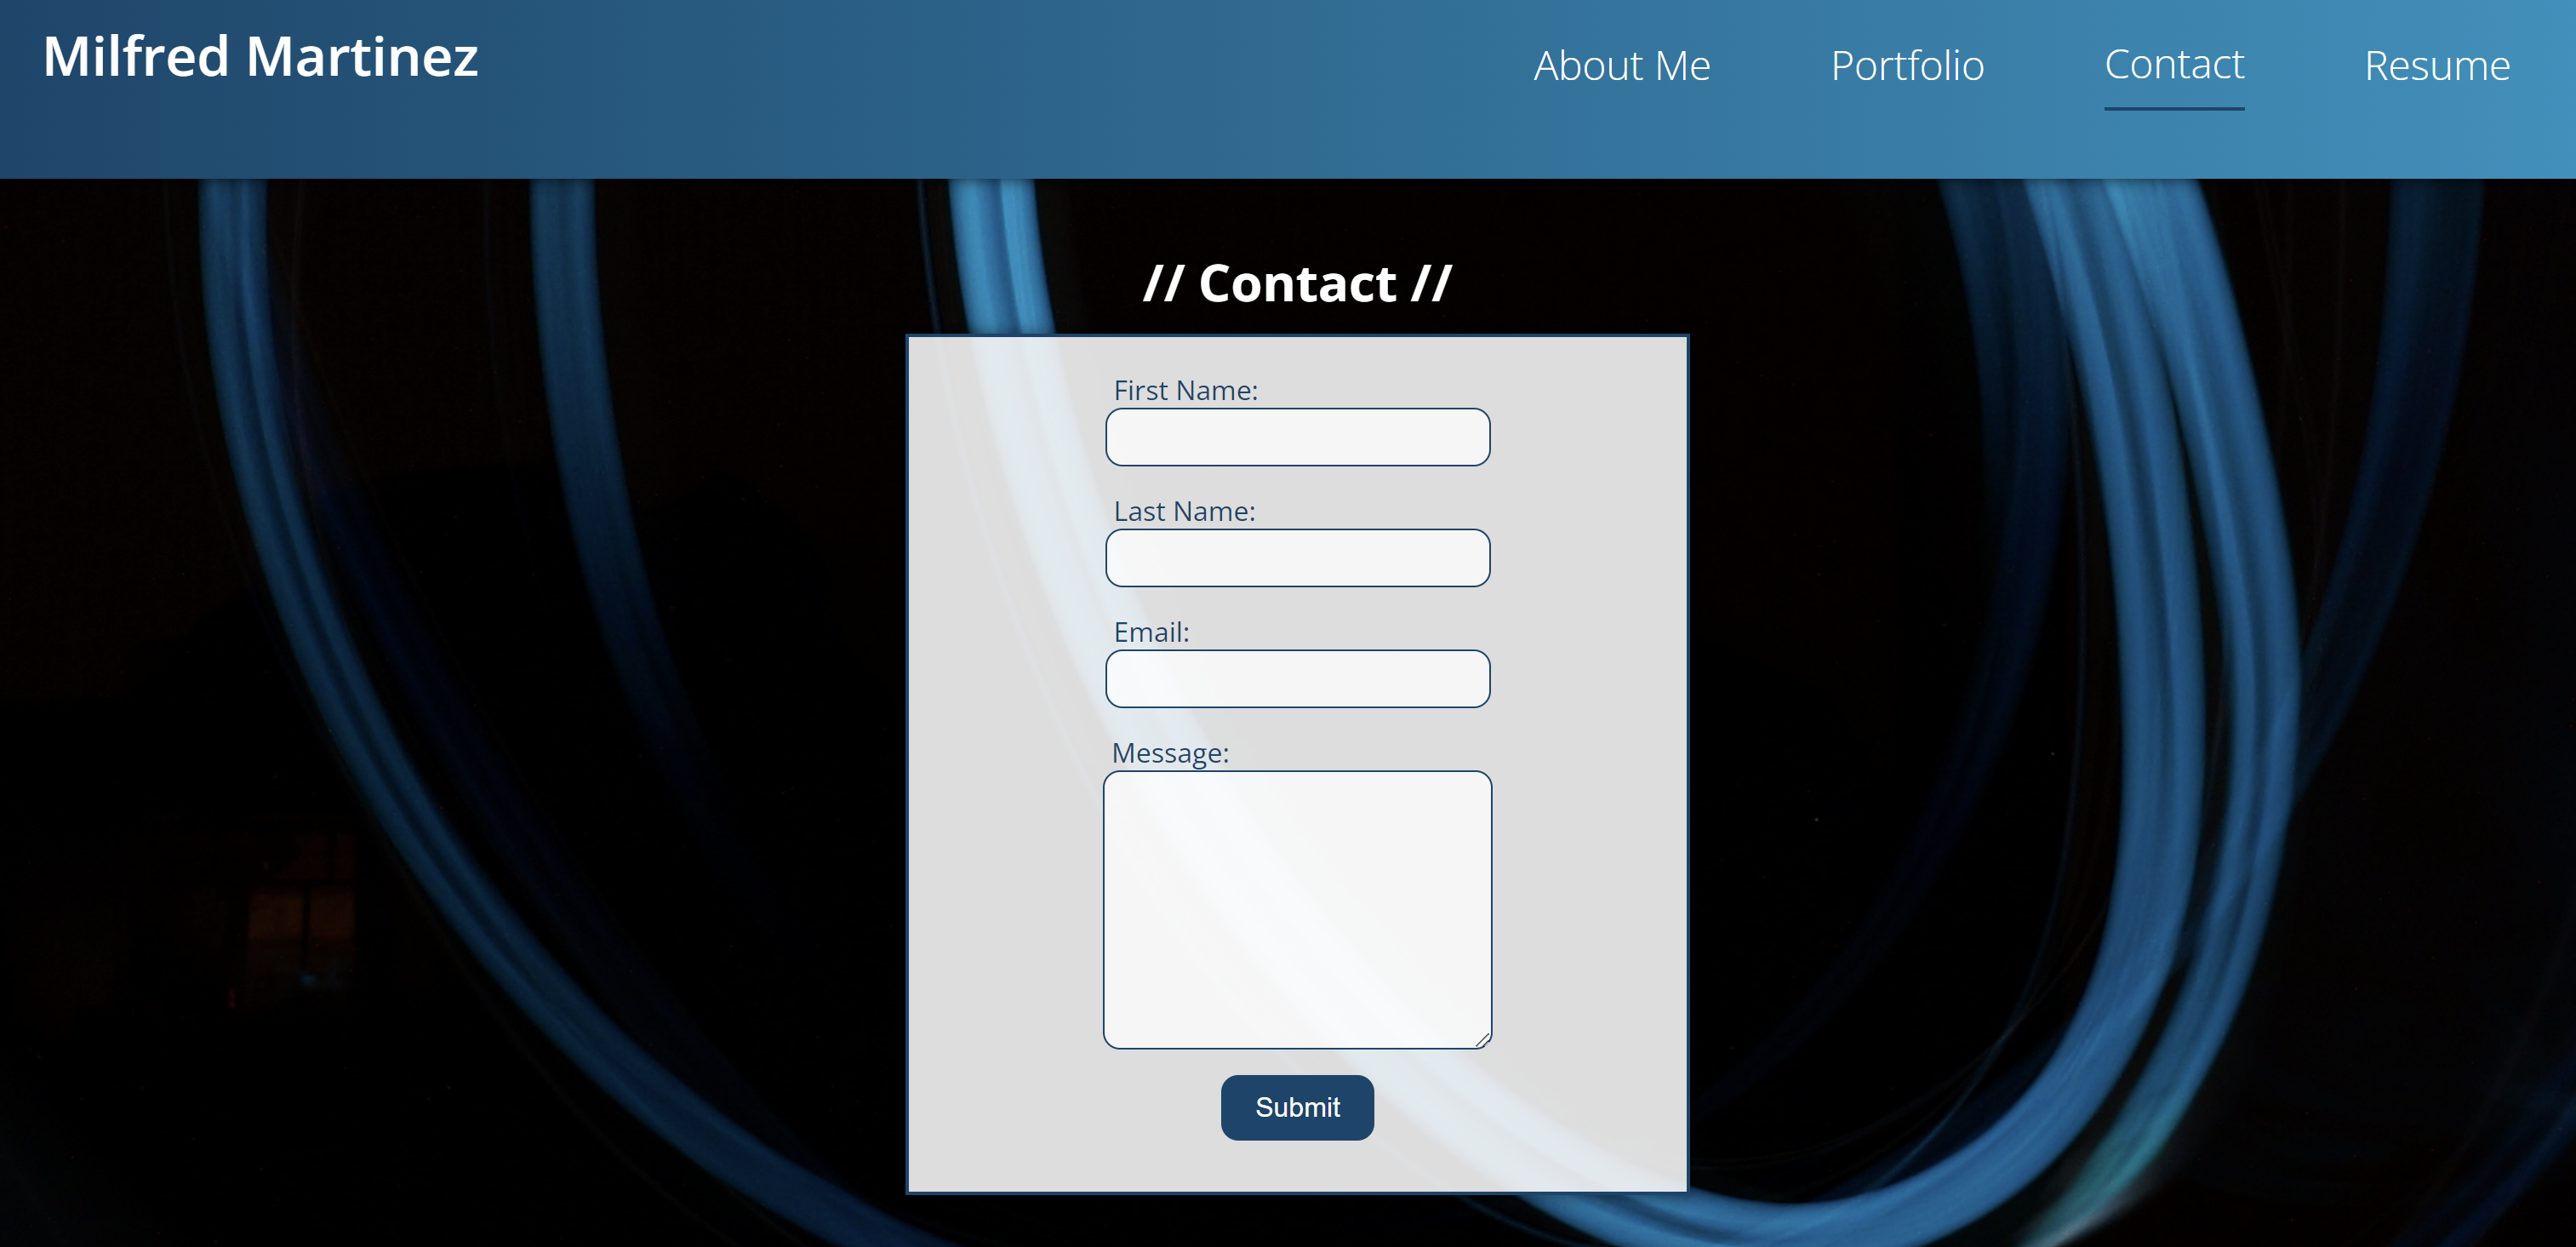 Milfred Martinez
About Me Portfolio Contact Resume
// Contact //
First Name:
Last Name:
Email:
Message:
Submit